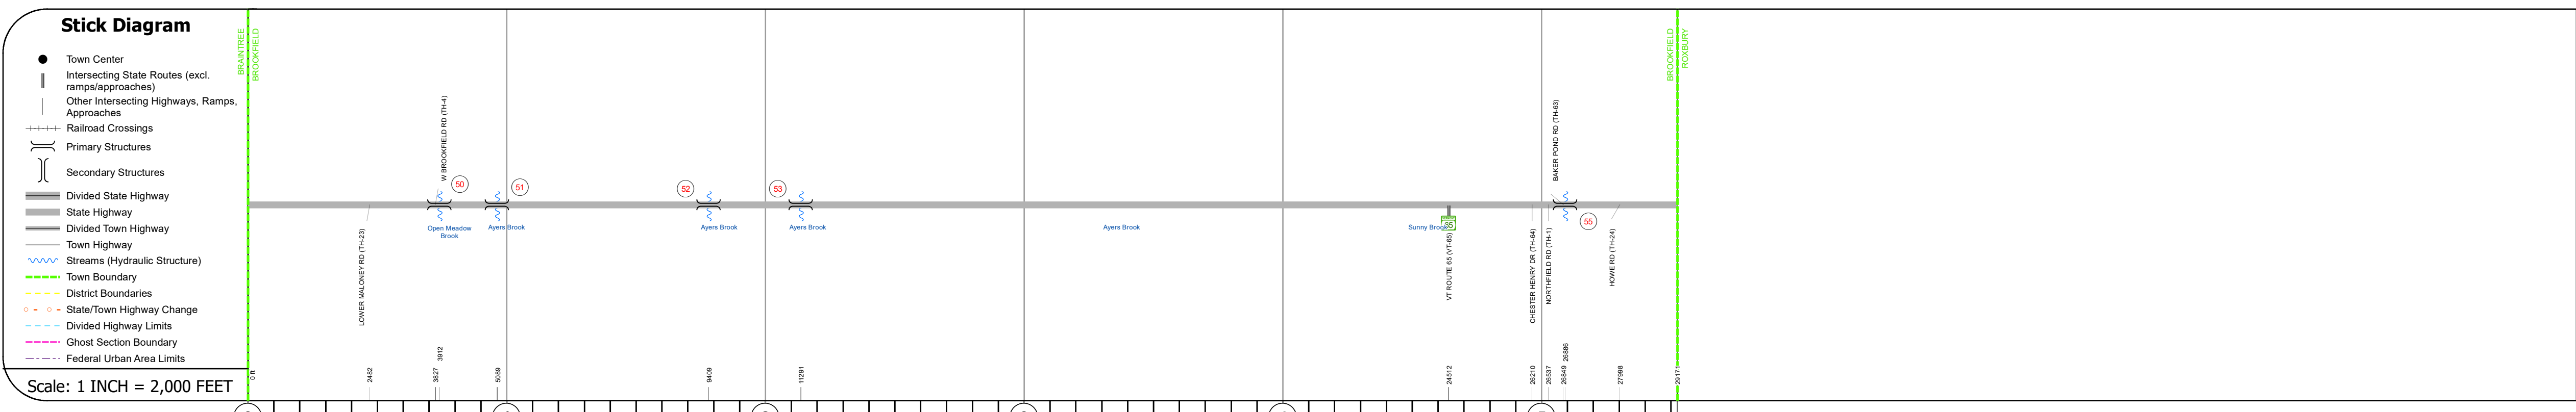 Stick Diagram
Town Center
Intersecting State Routes (excl.
ramps/approaches)
Other Intersecting Highways, Ramps,
Approaches
Railroad Crossings
Primary Structures
Secondary Structures
Divided State Highway
State Highway
Divided Town Highway
Town Highway
Streams (Hydraulic Structure)
Town Boundary
District Boundaries
State/Town Highway Change
Divided Highway Limits
Ghost Section Boundary
Federal Urban Area Limits
Scale: 1 INCH = 2,000 FEET
BRAINTREE
BROOKFIELD
LOWER MALONEY RD (TH-23)
W BROOKFIELD RD (TH-4)
50
Open Meadow
Brook
51
Ayers Brook
52
Ayers Brook
53
Ayers Brook
Ayers Brook
Sunny Brook
65
VT ROUTE 65 (VT-65)
CHESTER HENRY DR (TH-64)
NORTHFIELD RD (TH-1)
BAKER POND RD (TH-63)
55
HOWE RD (TH-24)
BROOKFIELD
ROXBURY
0 ft
2482
3827
3912
5089
9409
11291
24512
26210
26537
26849
26886
27998
29171